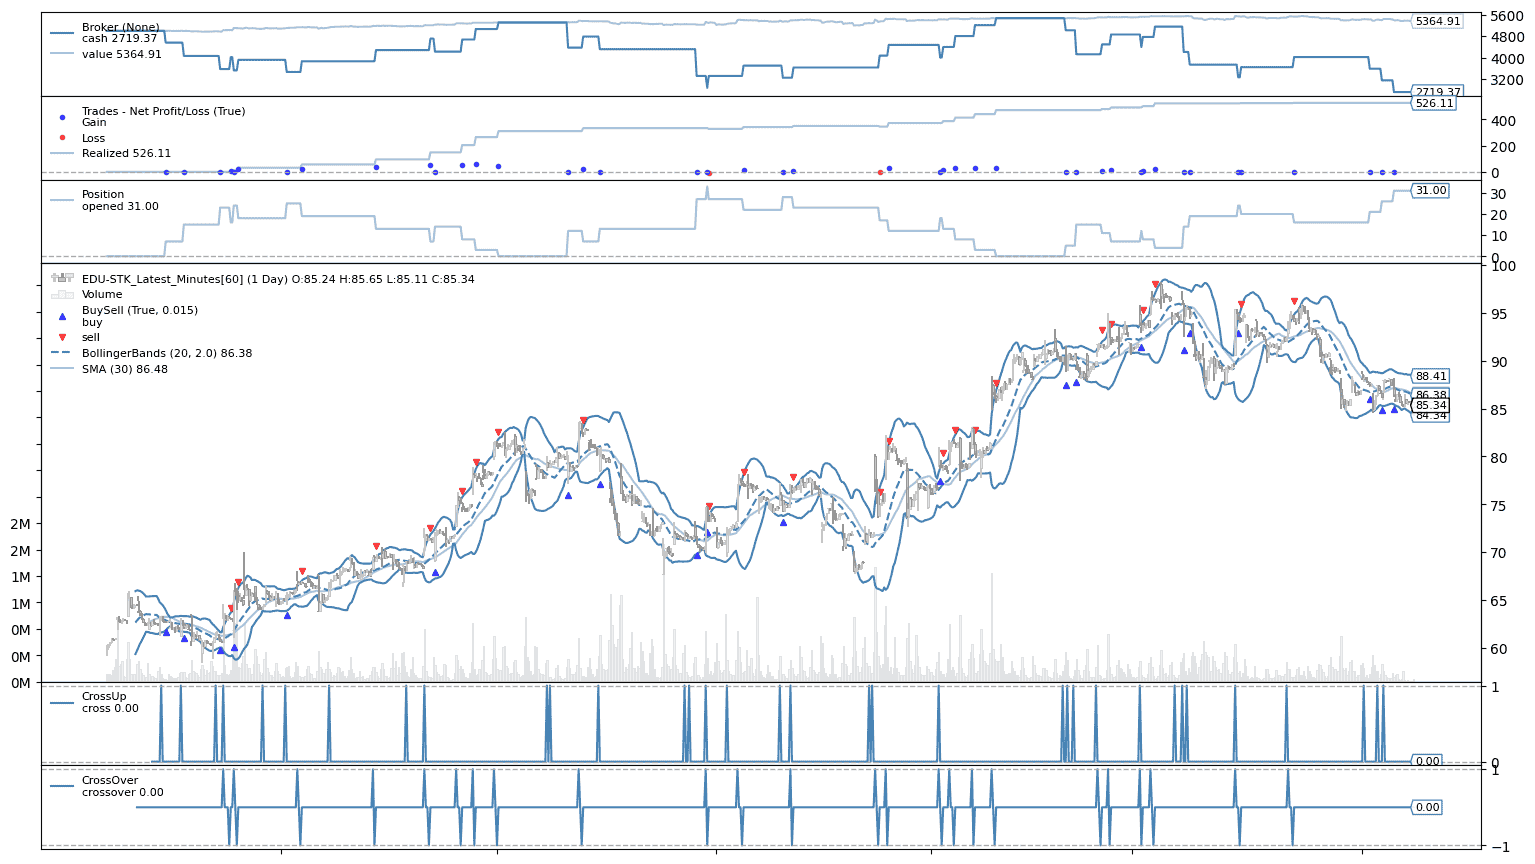 Broker (None)
cash 2719.37
value 5364.91
5364.91
2719.37
5600
4800
4000
3200
Trades - Net Profit/Loss (True)
Gain
Loss
Realized 526.11
526.11
400
200
0
Position
opened 31.00
31.00
30
20
10
0
EDU-STK_Latest_Minutes[60] (1 Day) O:85.24 H:85.65 L:85.11 C:85.34
Volume
BuySell (True, 0.015)
buy
sell
BollingerBands (20, 2.0) 86.38
SMA (30) 86.48
100
95
90
85
80
75
70
65
60
88.41
86.38
85.34
84.34
2M
2M
1M
1M
0M
0M
0M
CrossUp
cross 0.00
1
0
0.00
CrossOver
crossover 0.00
1
0.00
−1